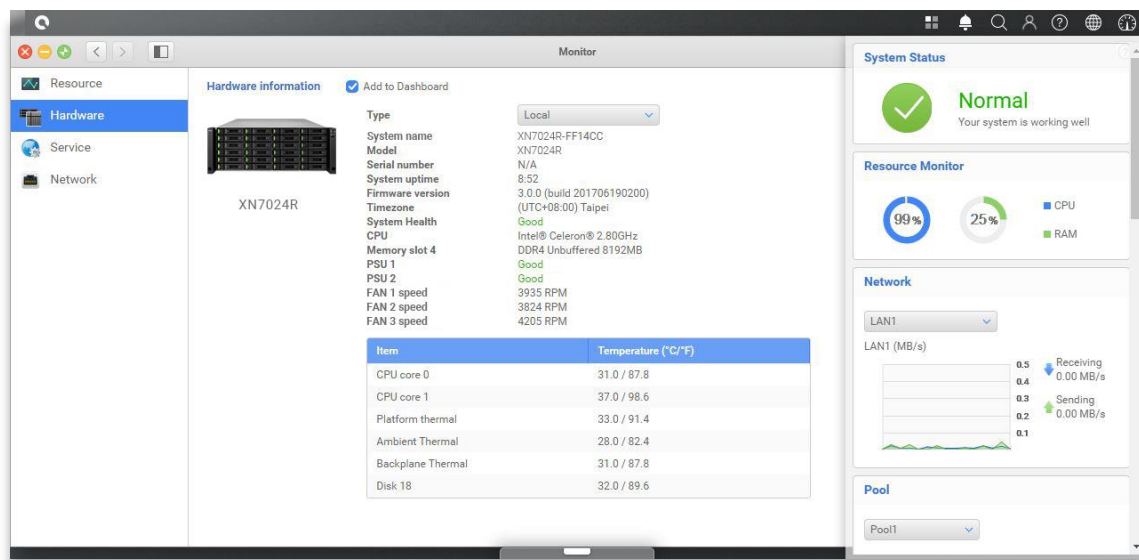 Monitor
Resource
Hardware
Service
Network
Hardware information
Add to Dashboard
XN7024R
Type Local
System name XN7024R-FF14CC
Model XN7024R
Serial number N/A
System uptime 8:52
Firmware version 3.0.0 (build 201706190200)
Timezone (UTC+08:00) Taipei
System Health Good
CPU Intel® Celeron® 2.80GHz
Memory slot 4 DDR4 Unbuffered 8192MB
PSU 1 Good
PSU 2 Good
FAN 1 speed 3935 RPM
FAN 2 speed 3824 RPM
FAN 3 speed 4205 RPM
Item Temperature (°C/°F)
CPU core 0 31.0 / 87.8
CPU core 1 37.0 / 98.6
Platform thermal 33.0 / 91.4
Ambient Thermal 28.0 / 82.4
Backplane Thermal 31.0 / 87.8
Disk 18 32.0 / 89.6
System Status
Normal
Your system is working well
Resource Monitor
99% 25%
CPU
RAM
Network
LAN1
LAN1 (MB/s)
0.5
0.4
0.3
0.2
0.1
Receiving
0.00 MB/s
Sending
0.00 MB/s
Pool
Pool1